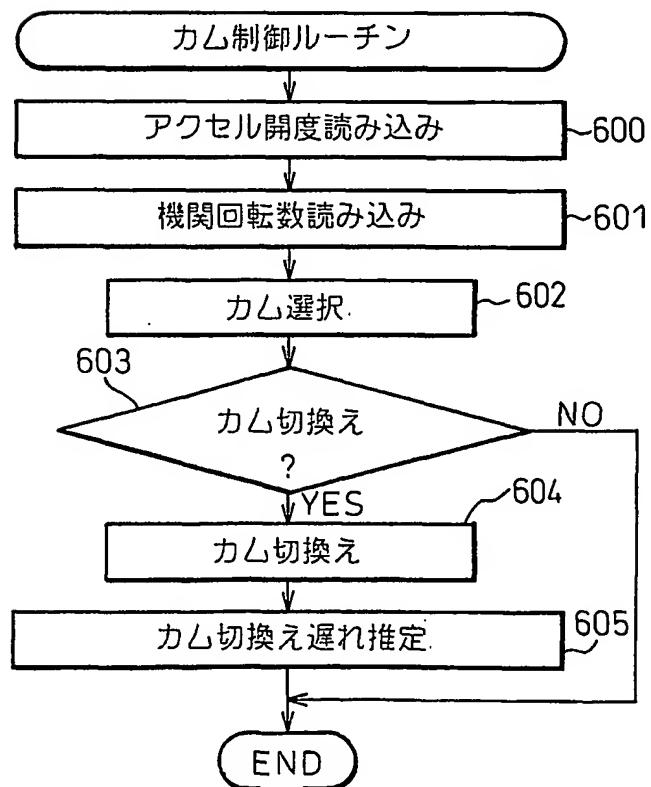 カム制御ルーチン
アクセル開度読み込み
600
機関回転数読み込み
601
カム選択
602
603
カム切換え
?
NO
YES
604
カム切換え
カム切換え遅れ推定
605
END